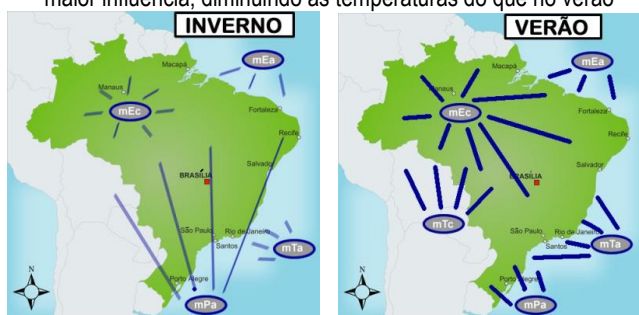 maior influência, diminuindo as temperaturas do que no verão
INVERNO
mEa
Macapá
Manaus
mEc
Fortaleza
Recife
Salvador
BRASÍLIA
São Paulo
Rio de Janeiro
Santos
mTa
Porto Alegre
mPa
N
VERÃO
mEa
Macapá
Manaus
mEc
Fortaleza
Recife
Salvador
BRASÍLIA
mTc
São Paulo
Rio de Janeiro
Santos
mTa
Porto Alegre
mPa
N